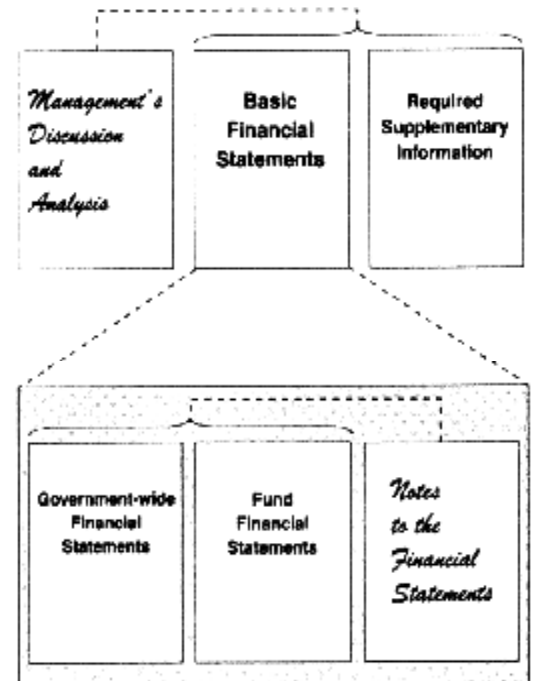 Management's
Discussion
and
Analysis
Basic
Financial
Statements
Required
Supplementary
Information
Government-wide
Financial
Statements
Fund
Financial
Statements
Notes
to the
Financial
Statements